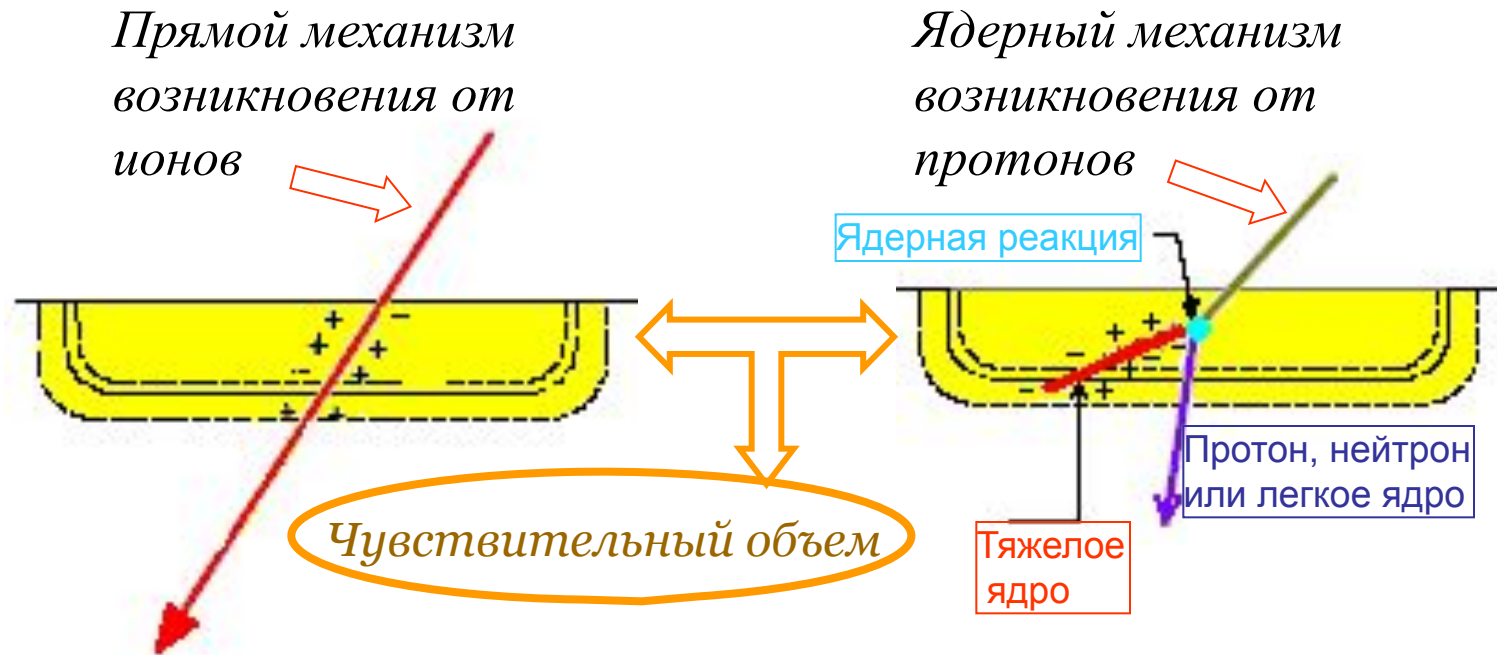 Прямой механизм
возникновения от
ионов
Ядерный механизм
возникновения от
протонов
Ядерная реакция
Протон, нейтрон
или легкое ядро
Чувствительный объем
Тяжелое
ядро